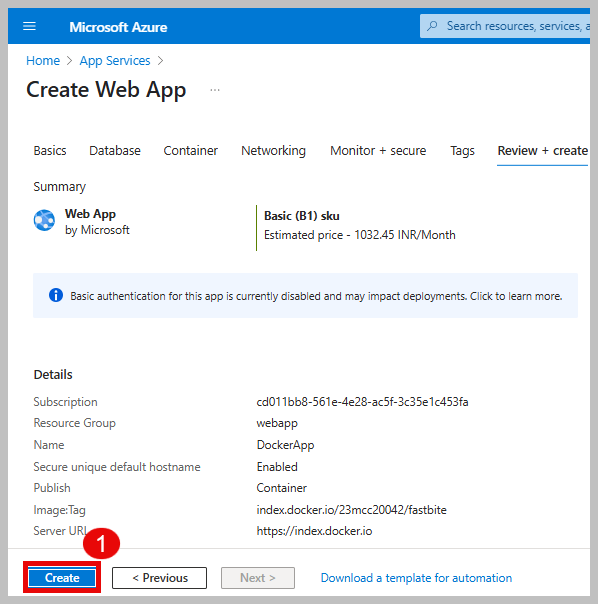 Microsoft Azure
Search resources, services, a
Home > App Services >
Create Web App ...
Basics Database Container Networking Monitor + secure Tags Review + create
Summary
Web App
by Microsoft
Basic (B1) sku
Estimated price - 1032.45 INR/Month
Basic authentication for this app is currently disabled and may impact deployments. Click to learn more.
Details
Subscription cd011bb8-561e-4e28-ac5f-3c35e1c453fa
Resource Group webapp
Name DockerApp
Secure unique default hostname Enabled
Publish Container
Image:Tag index.docker.io/23mcc20042/fastbite
Server URL https://index.docker.io
1
Create < Previous Next > Download a template for automation